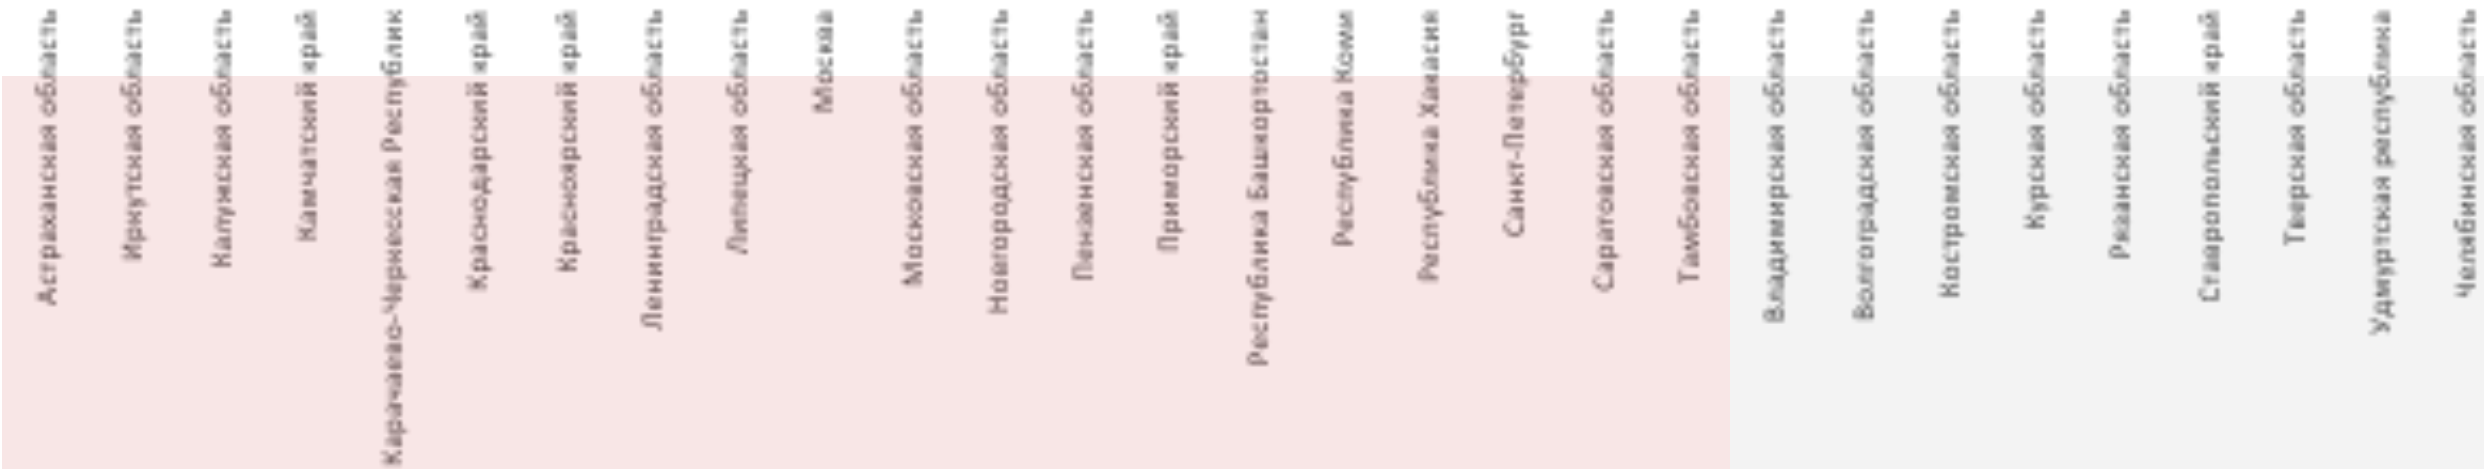 Астраханская область
Иркутская область
Калужская область
Камчатский край
Карачаево-Черкесская Республик
Краснодарский край
Красноярский край
Ленинградская область
Липецкая область
Москва
Московская область
Новгородская область
Пензенская область
Приморский край
Республика Башкортостан
Республика Коми
Республика Хакасия
Санкт-Петербург
Саратовская область
Тамбовская область
Владимирская область
Волгоградская область
Костромская область
Курская область
Рязанская область
Ставропольский край
Тверская область
Удмуртская республика
Челябинская область